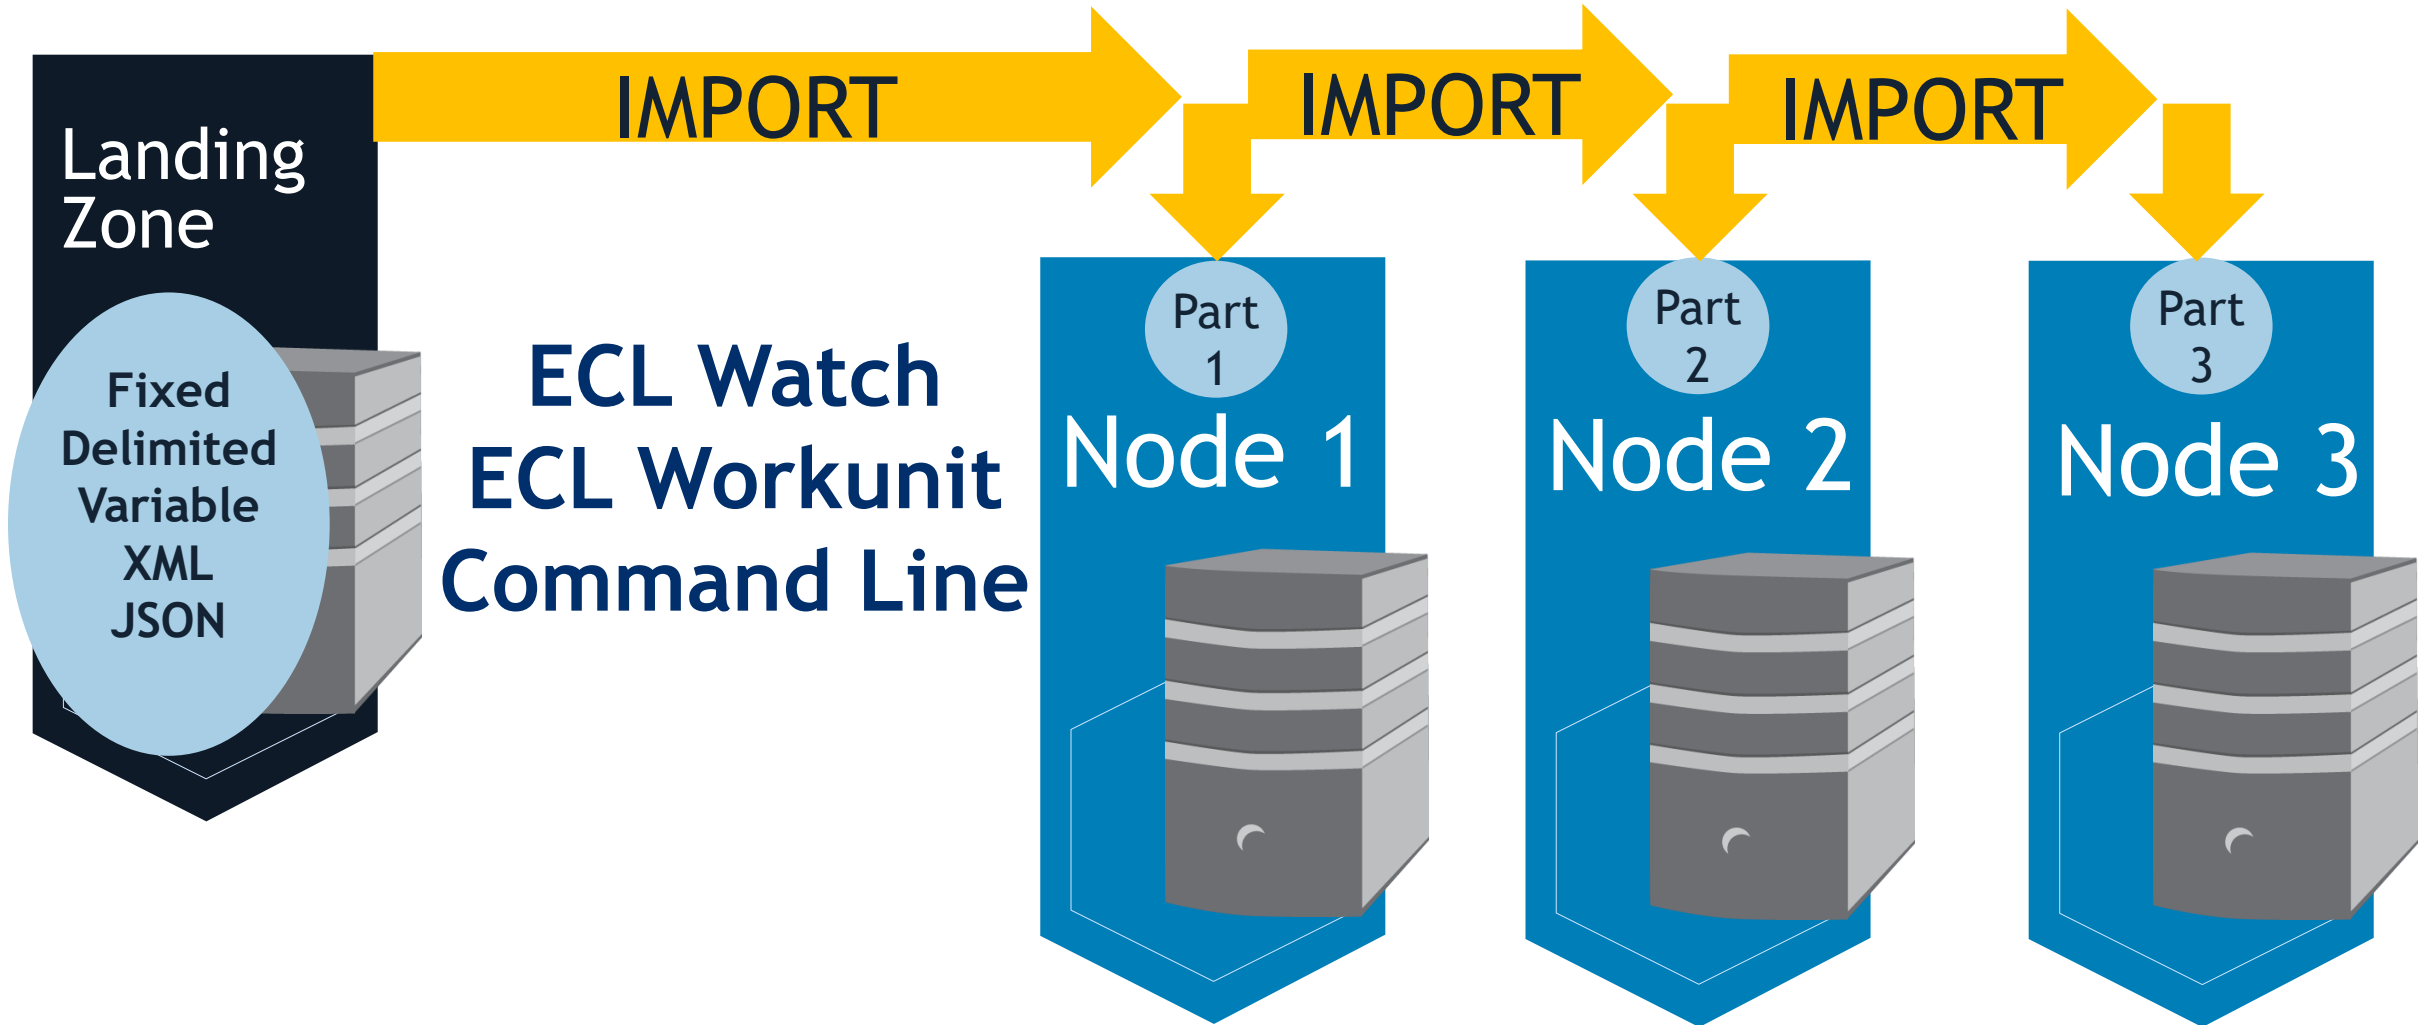 IMPORT
IMPORT
IMPORT
Landing
Zone
Fixed
Delimited
Variable
XML
JSON
ECL Watch
ECL Workunit
Command Line
Part
1
Node 1
Part
2
Node 2
Part
3
Node 3